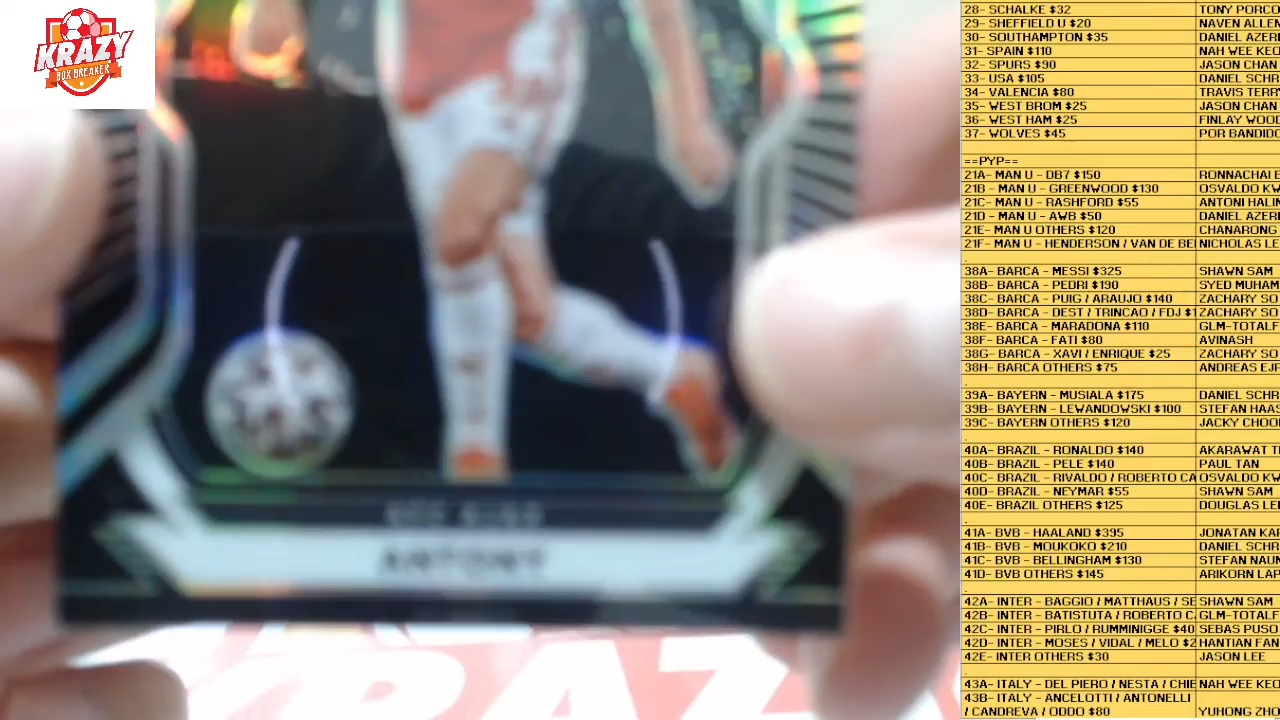 KRAZY
BOX BREAKER
ANTONY
28- SCHALKE $32 TONY PORCO
29- SHEFFIELD U $20 NAVEN ALLEN
30- SOUTHAMPTON $35 DANIEL AZERI
31- SPAIN $110 NAH WEE KEO
32- SPURS $90 JASON CHAN
33- USA $105 DANIEL SCHR
34- VALENCIA $80 TRAVIS TERRY
35- WEST BROM $25 JASON CHAN
36- WEST HAM $25 FINLAY WOOD
37- WOLVES $45 POR BANDIDO
==PYP==
21A- MAN U - DB7 $150 RONNACHAI E
21B - MAN U - GREENWOOD $130 OSVALDO KW
21C- MAN U - RASHFORD $55 ANTONI HALIM
21D - MAN U - AWB $50 DANIEL AZERI
21E- MAN U OTHERS $120 CHANARONG
21F- MAN U - HENDERSON / VAN DE BE NICHOLAS LE
.
38A- BARCA - MESSI $325 SHAWN SAM
38B- BARCA - PEDRI $190 SYED MUHAM
38C- BARCA - PUIG / ARAUJO $140 ZACHARY SO
38D- BARCA - DEST / TRINCAO / FDJ $1 ZACHARY SO
38E- BARCA - MARADONA $110 GLM-TOTALF
38F- BARCA - FATI $80 AVINASH
38G- BARCA - XAVI / ENRIQUE $25 ZACHARY SO
38H- BARCA OTHERS $75 ANDREAS EJF
.
39A- BAYERN - MUSIALA $175 DANIEL SCHR
39B- BAYERN - LEWANDOWSKI $100 STEFAN HAAS
39C- BAYERN OTHERS $120 JACKY CHOO
.
40A- BRAZIL - RONALDO $140 AKARAWAT T
40B- BRAZIL - PELE $140 PAUL TAN
40C- BRAZIL - RIVALDO / ROBERTO CA OSVALDO KW
40D- BRAZIL - NEYMAR $55 SHAWN SAM
40E- BRAZIL OTHERS $125 DOUGLAS LEI
.
41A- BVB - HAALAND $395 JONATAN KAR
41B- BVB - MOUKOKO $210 DANIEL SCHR
41C- BVB - BELLINGHAM $130 STEFAN NAUN
41D- BVB OTHERS $145 ARIKORN LAP
.
42A- INTER - BAGGIO / MATTHAUS / SE SHAWN SAM
42B- INTER - BATISTUTA / ROBERTO C. GLM-TOTALF
42C- INTER - PIRLO / RUMMINIGGE $40 SEBAS PUSO
42D- INTER - MOSES / VIDAL / MELO $2 HANTIAN FAN
42E- INTER OTHERS $30 JASON LEE
.
43A- ITALY - DEL PIERO / NESTA / CHIE NAH WEE KEO
43B- ITALY - ANCELOTTI / ANTONELLI
/ CANDREVA / ODDO $80 YUHONG ZHO
KRAZY